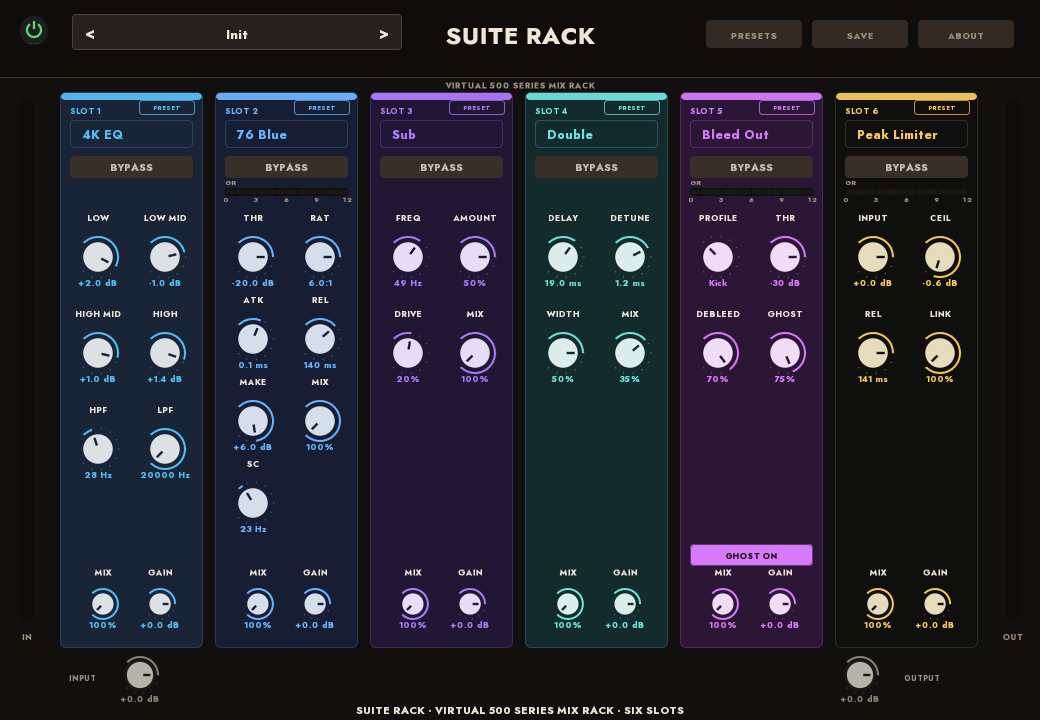 < Init >
SUITE RACK
PRESETS
SAVE
ABOUT
VIRTUAL 500 SERIES MIX RACK
SLOT 1
PRESET
4K EQ
BYPASS
LOW
LOW MID
+2.0 dB
-1.0 dB
HIGH MID
HIGH
+1.0 dB
+1.4 dB
HPF
LPF
28 Hz
20000 Hz
MIX
GAIN
100%
+0.0 dB
SLOT 2
PRESET
76 Blue
BYPASS
GR
0 3 6 9 12
THR
RAT
-20.0 dB
6.0:1
ATK
REL
0.1 ms
140 ms
MAKE
MIX
+6.0 dB
100%
SC
23 Hz
MIX
GAIN
100%
+0.0 dB
SLOT 3
PRESET
Sub
BYPASS
FREQ
AMOUNT
49 Hz
50%
DRIVE
MIX
20%
100%
MIX
GAIN
100%
+0.0 dB
SLOT 4
PRESET
Double
BYPASS
DELAY
DETUNE
19.0 ms
1.2 ms
WIDTH
MIX
50%
35%
MIX
GAIN
100%
+0.0 dB
SLOT 5
PRESET
Bleed Out
BYPASS
GR
0 3 6 9 12
PROFILE
THR
Kick
-30 dB
DEBLEED
GHOST
70%
75%
GHOST ON
MIX
GAIN
100%
+0.0 dB
SLOT 6
PRESET
Peak Limiter
BYPASS
GR
0 3 6 9 12
INPUT
CEIL
+0.0 dB
-0.6 dB
REL
LINK
141 ms
100%
MIX
GAIN
100%
+0.0 dB
IN
OUT
INPUT
+0.0 dB
+0.0 dB
OUTPUT
SUITE RACK · VIRTUAL 500 SERIES MIX RACK · SIX SLOTS